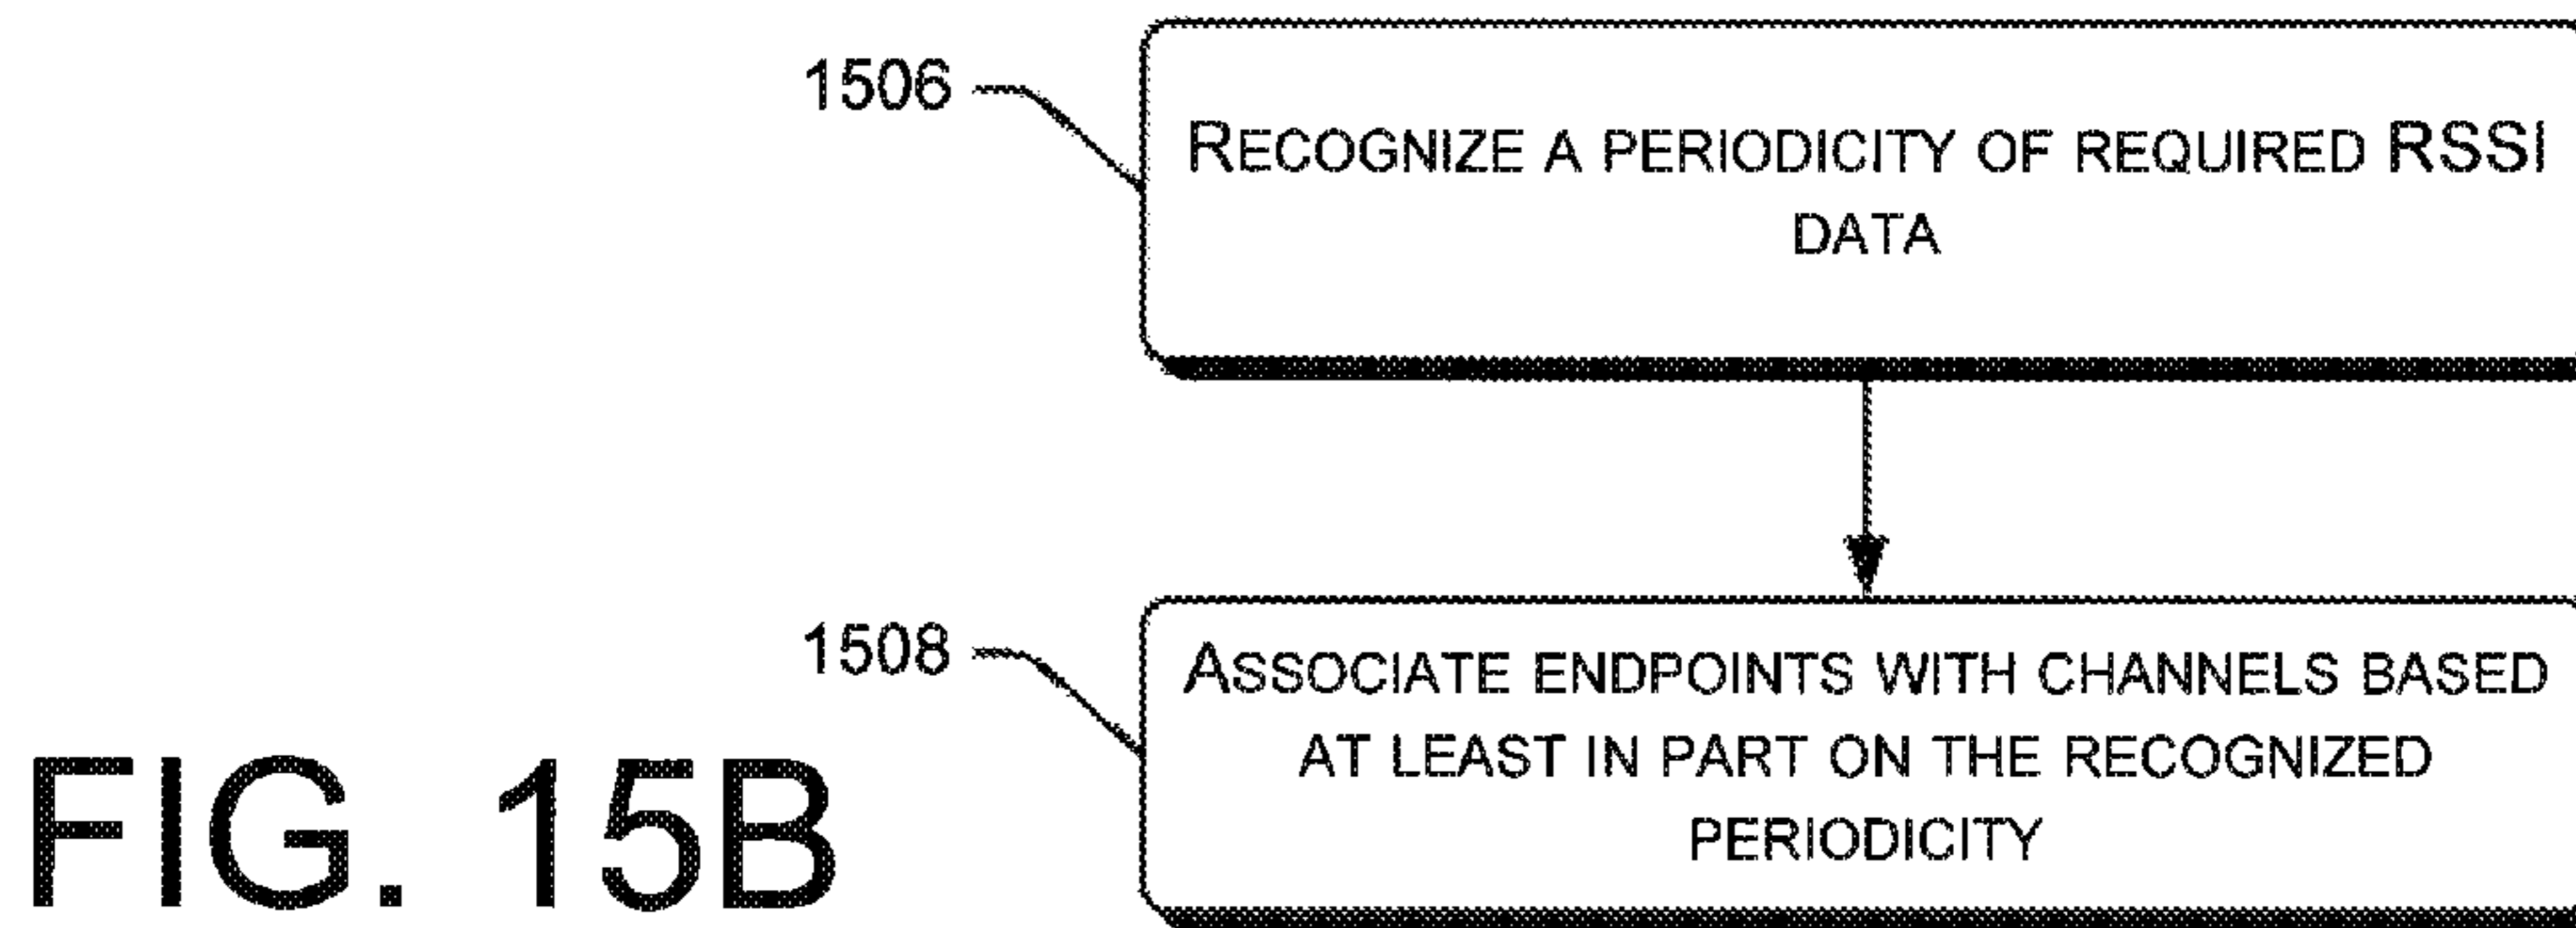 1506
RECOGNIZE A PERIODICITY OF REQUIRED RSSI
DATA
1508
ASSOCIATE ENDPOINTS WITH CHANNELS BASED
AT LEAST IN PART ON THE RECOGNIZED
PERIODICITY
FIG. 15B